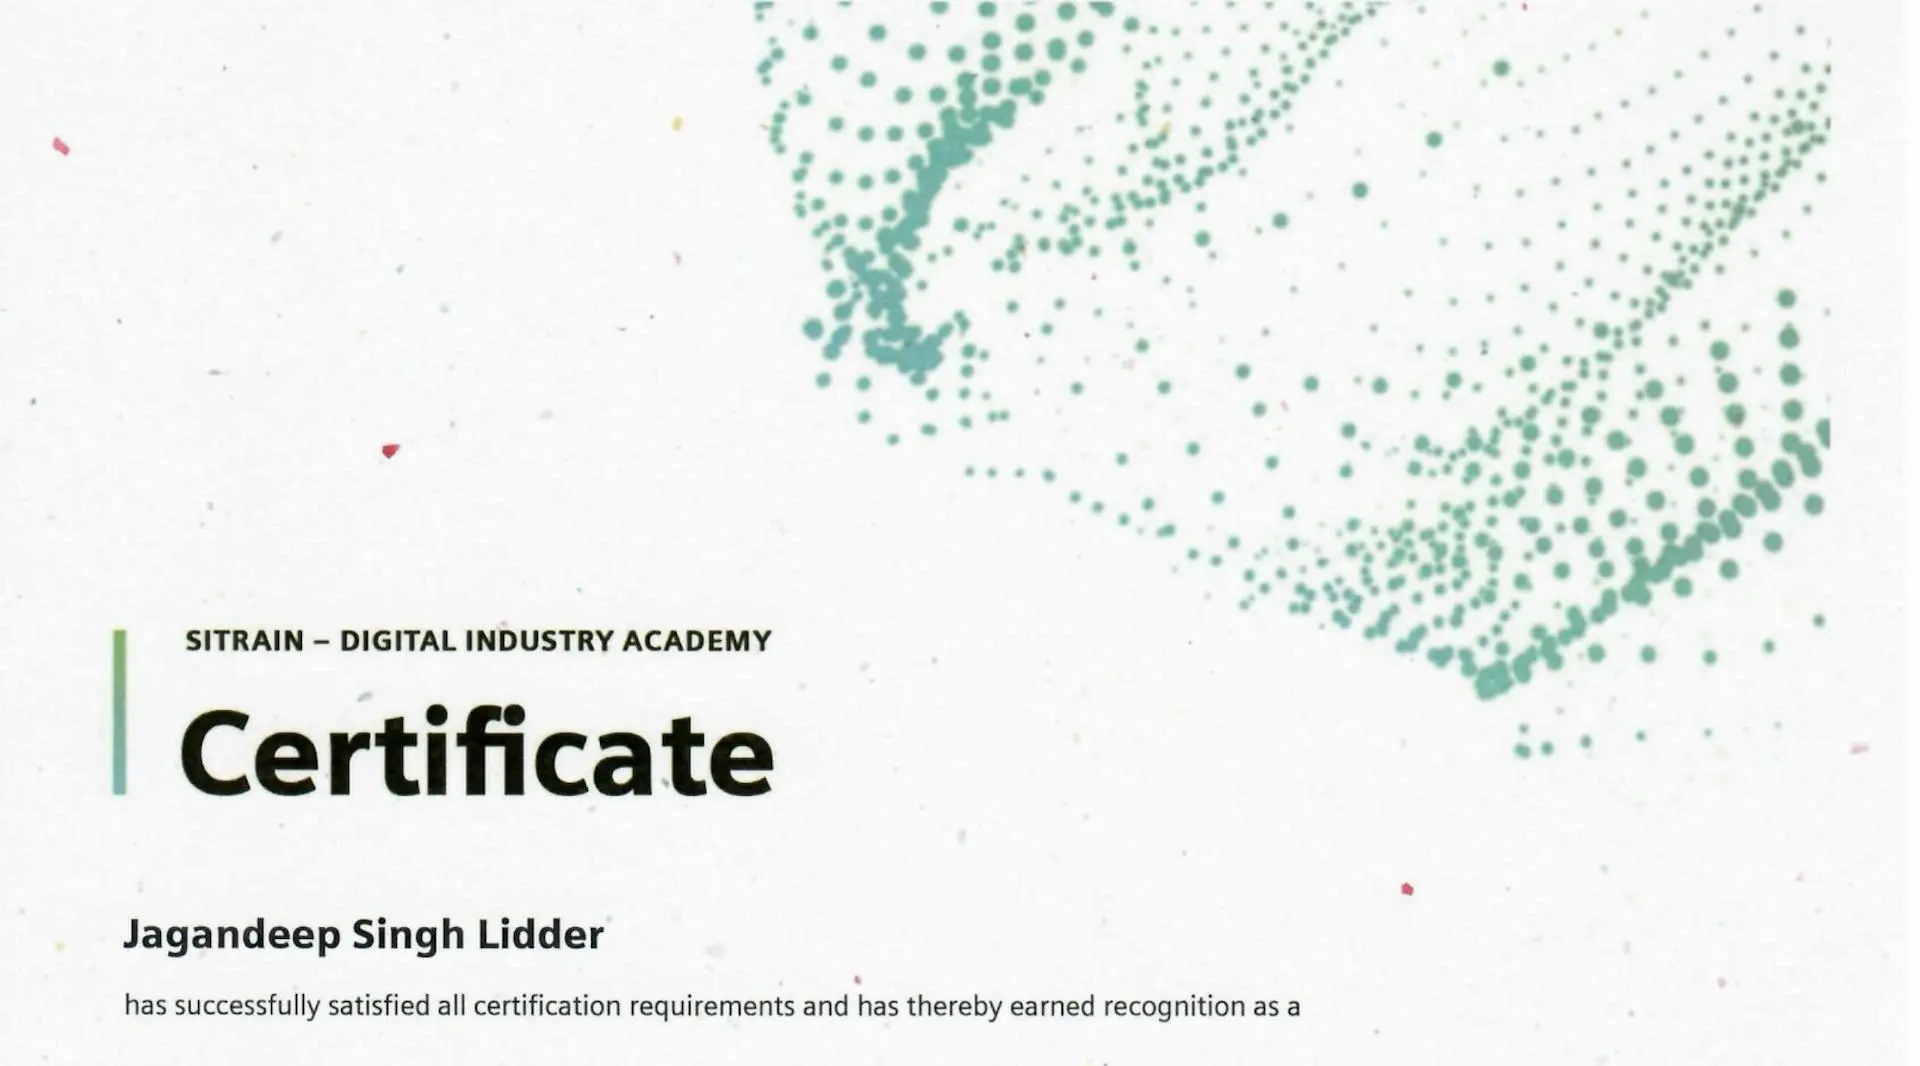 SITRAIN – DIGITAL INDUSTRY ACADEMY
Certificate
Jagandeep Singh Lidder
has successfully satisfied all certification requirements and has thereby earned recognition as a